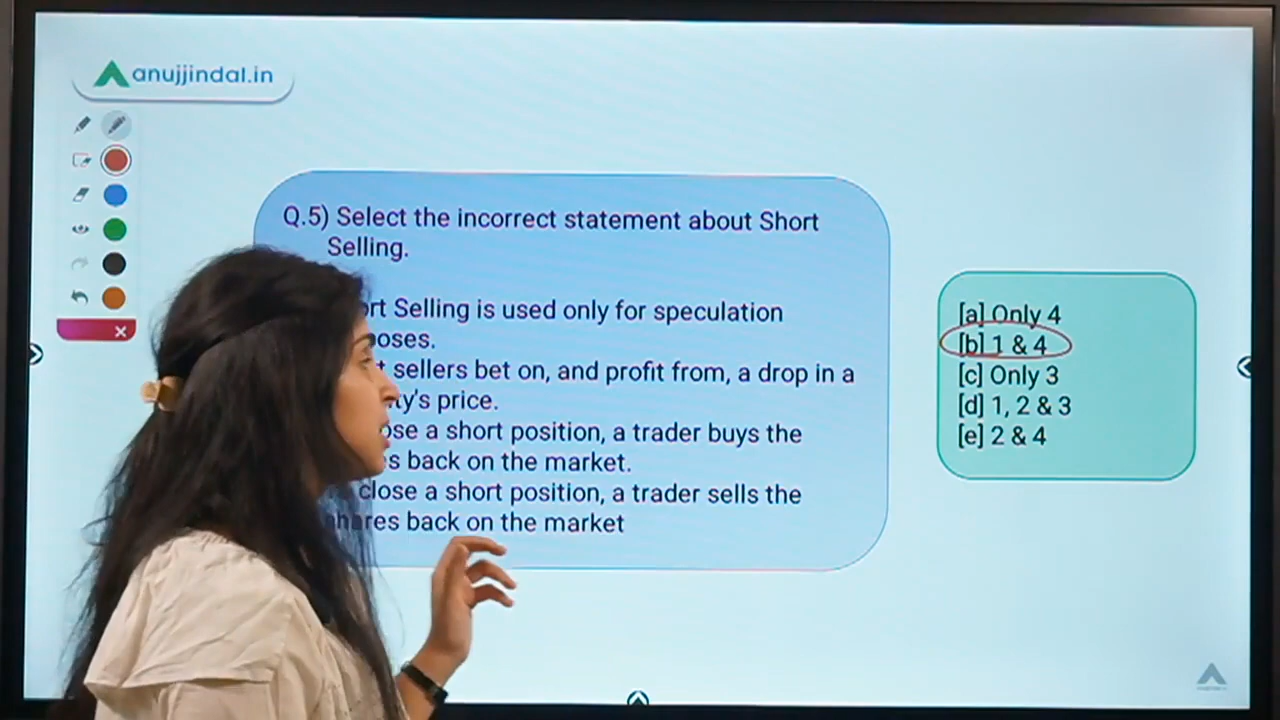 anujjindal.in
Q.5) Select the incorrect statement about Short
Selling.
rt Selling is used only for speculation
oses.
sellers bet on, and profit from, a drop in a
ty's price.
ose a short position, a trader buys the
s back on the market.
close a short position, a trader sells the
hares back on the market
[a] Only 4
[b] 1 & 4
[c] Only 3
[d] 1, 2 & 3
[e] 2 & 4